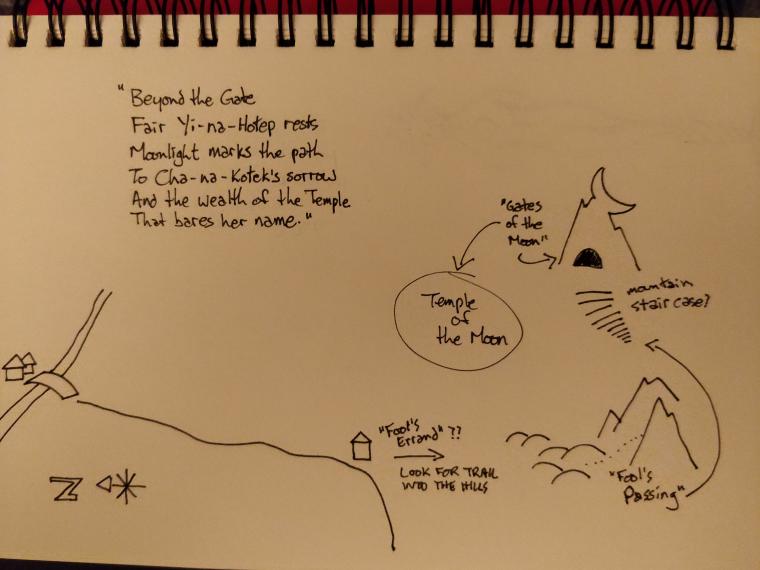 "Beyond the Gate
Fair Yi-na-Hotep rests
Moonlight marks the path
To Cha-na-Kotek's sorrow
And the wealth of the Temple
That bares her name."
"Gates
of the
Moon"
mountain
stair case?
Temple
of
the Moon
"Fool's
Errand"??
LOOK FOR TRAIL
INTO THE HILLS
"Fool's
Passing"
N